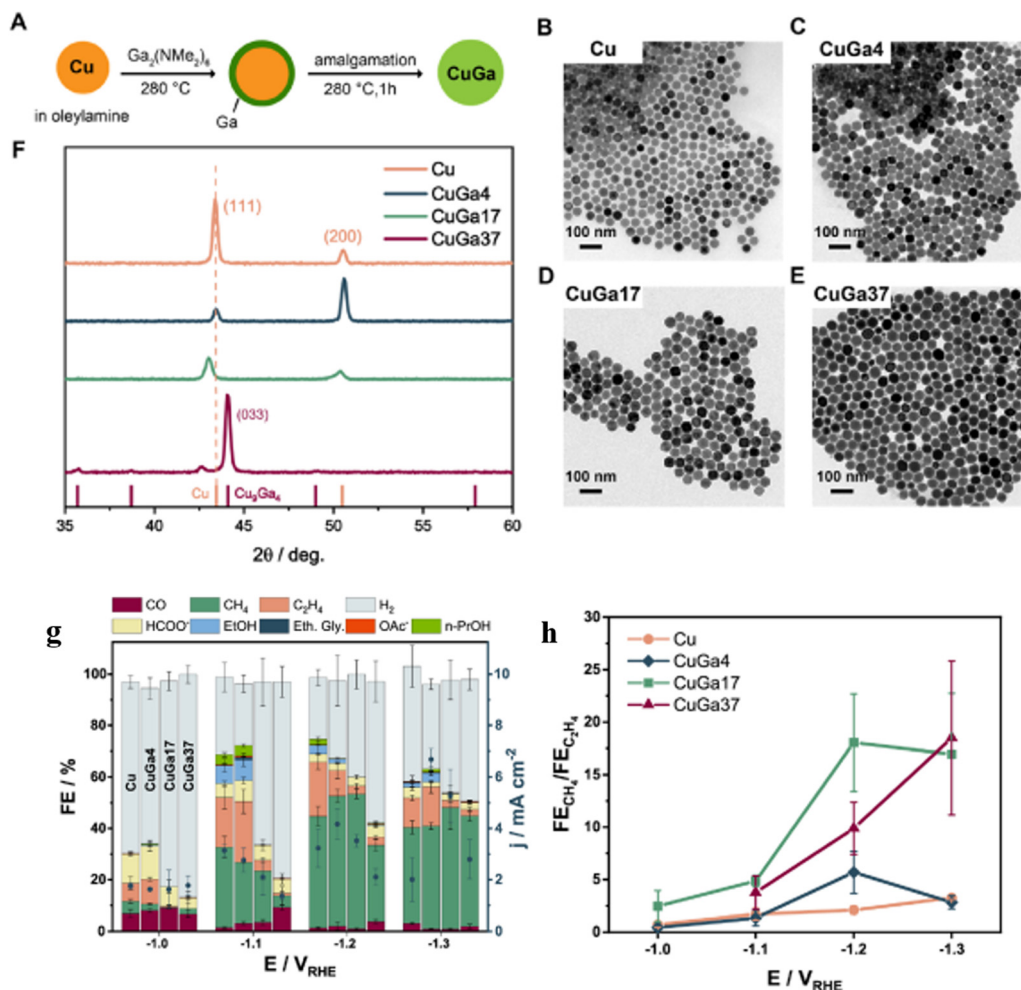 A
Cu
in oleylamine
Ga₂(NMe₂)₆
280 °C
Ga
amalgamation
280 °C,1h
CuGa
B
Cu
100 nm
C
CuGa4
100 nm
D
CuGa17
100 nm
E
CuGa37
100 nm
F
Cu
CuGa4
CuGa17
CuGa37
(111)
(200)
(033)
Cu
Cu₉Ga₄
35 40 45 50 55 60
2θ / deg.
g
CO CH₄ C₂H₄ H₂
HCOO⁻ EtOH Eth. Gly. OAc⁻ n-PrOH
FE / %
100
80
60
40
20
0
Cu
CuGa4
CuGa17
CuGa37
10
8
6
4
2
0
j / mA cm⁻²
-1.0 -1.1 -1.2 -1.3
E / V_RHE
h
FE_CH₄/FE_C₂H₄
30
25
20
15
10
5
0
Cu
CuGa4
CuGa17
CuGa37
-1.0 -1.1 -1.2 -1.3
E / V_RHE